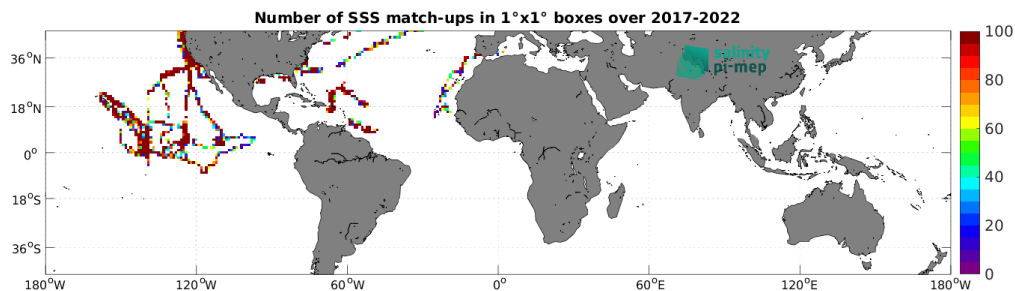 Number of SSS match-ups in 1°x1° boxes over 2017-2022
36°N
18°N
0°
18°S
36°S
180°W 120°W 60°W 0° 60°E 120°E 180°W
salinity
pi-mep
100
80
60
40
20
0